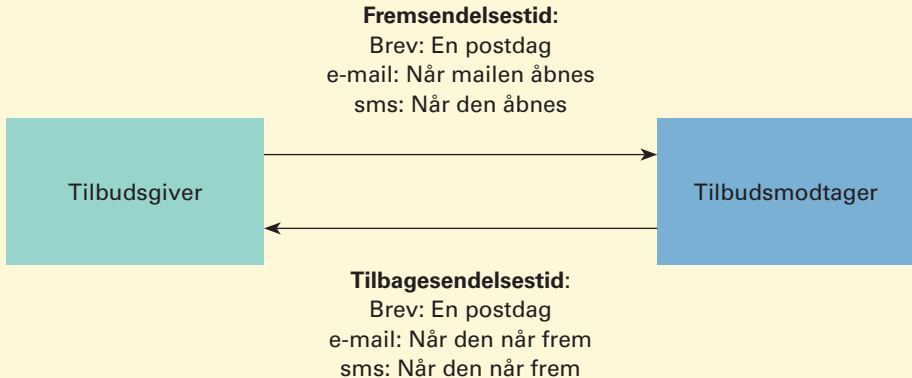 Fremsendelsestid:
Brev: En postdag
e-mail: Når mailen åbnes
sms: Når den åbnes
Tilbudsgiver
Tilbudsmodtager
Tilbagesendelsestid:
Brev: En postdag
e-mail: Når den når frem
sms: Når den når frem